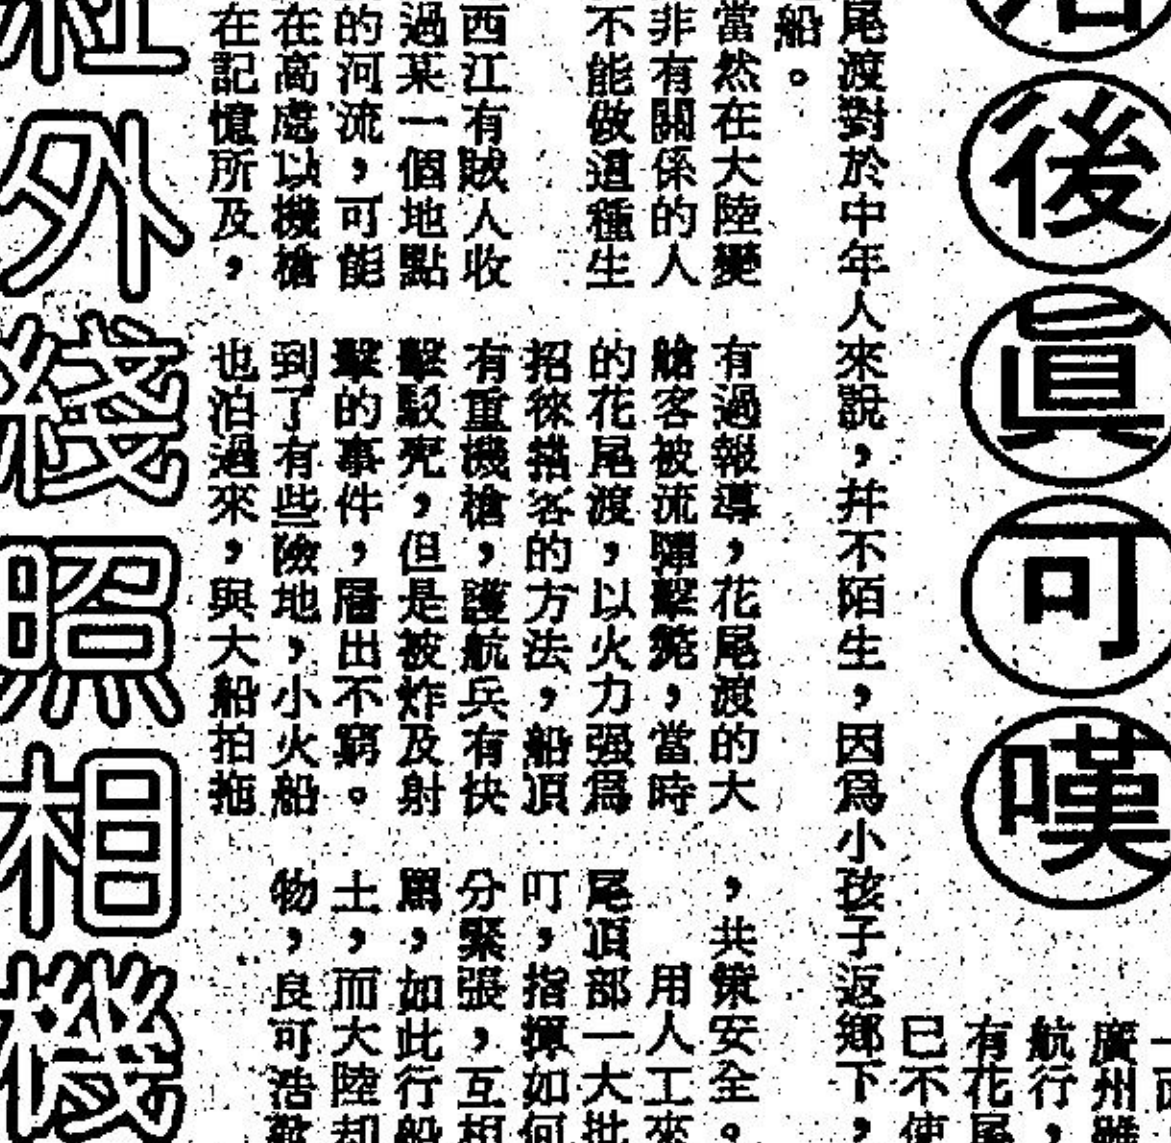 後眞可嘆
廣州雖
航行，
有花尾
已不使
尾渡對於中年人來說，幷不陌生，因爲小孩子返鄉下，
船。
當然在大陸變
非有關係的人
不能做這種生
西江有賊人收
過某一個地點
的河流，可能
在高處以機槍
在記憶所及，
有過報導，花尾渡的大
艙客被流彈擊斃，當時
的花尾渡，以火力强爲
招徠搭客的方法，船頂
有重機槍，護航兵有快
擊駁壳，但是被炸及射
擊的事件，層出不窮。
到了有些險地，小火船
也泊過來，與大船拍拖
，共策安全。
用人工來
尾頂部一大批
叮，指揮如何
分緊張，互相
罵，如此行船
土，而大陸却
物，良可浩歎
紅外綫照相機